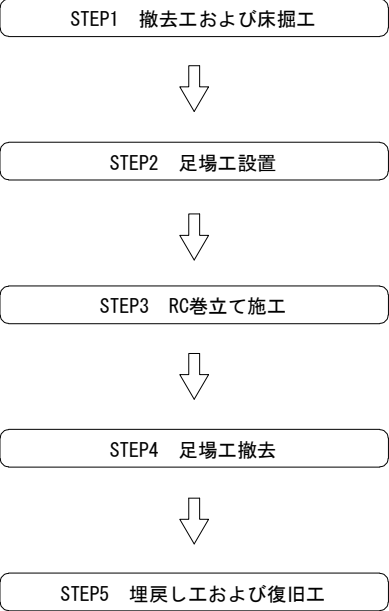 STEP1　撤去工および床掘工
STEP2　足場工設置
STEP3　RC巻立て施工
STEP4　足場工撤去
STEP5　埋戻し工および復旧工